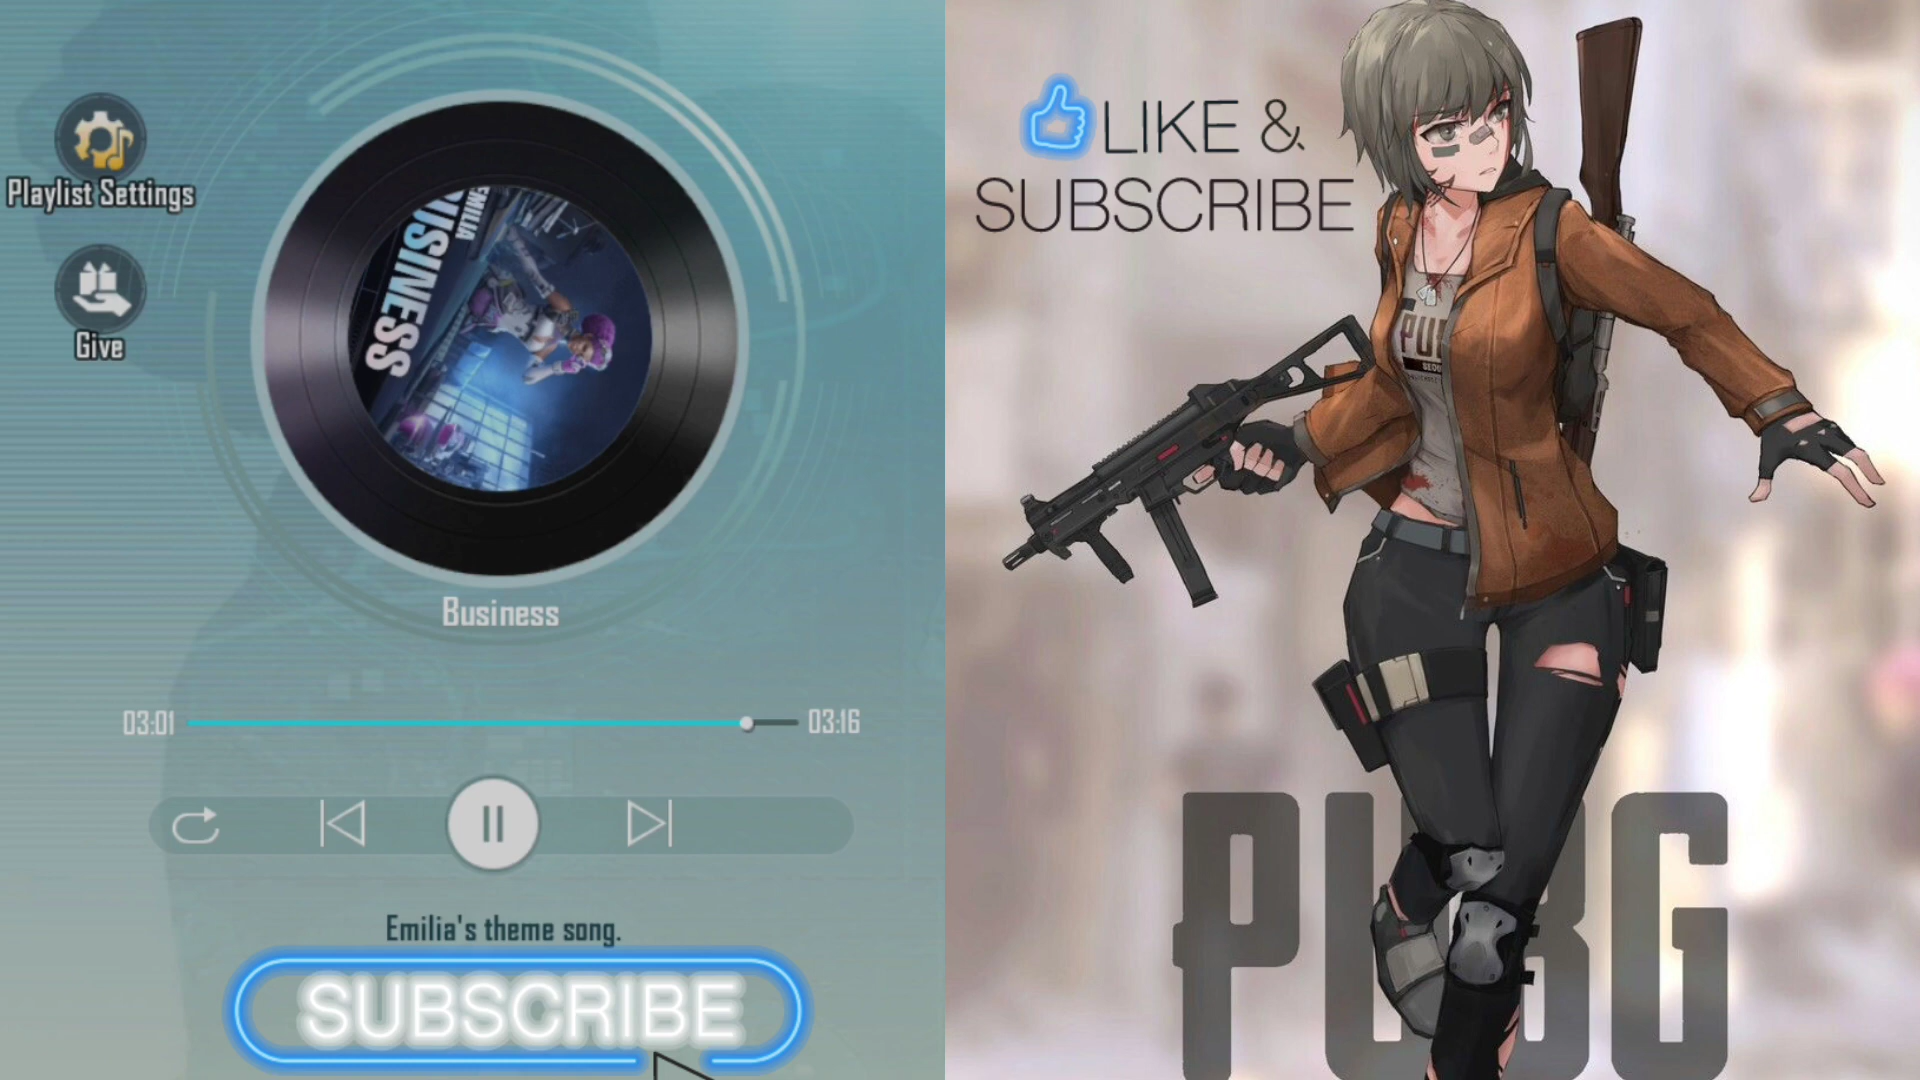 Playlist Settings
Give
EMILIA
BUSINESS
Business
03:01
03:16
Emilia's theme song.
SUBSCRIBE
LIKE &
SUBSCRIBE
PUBG